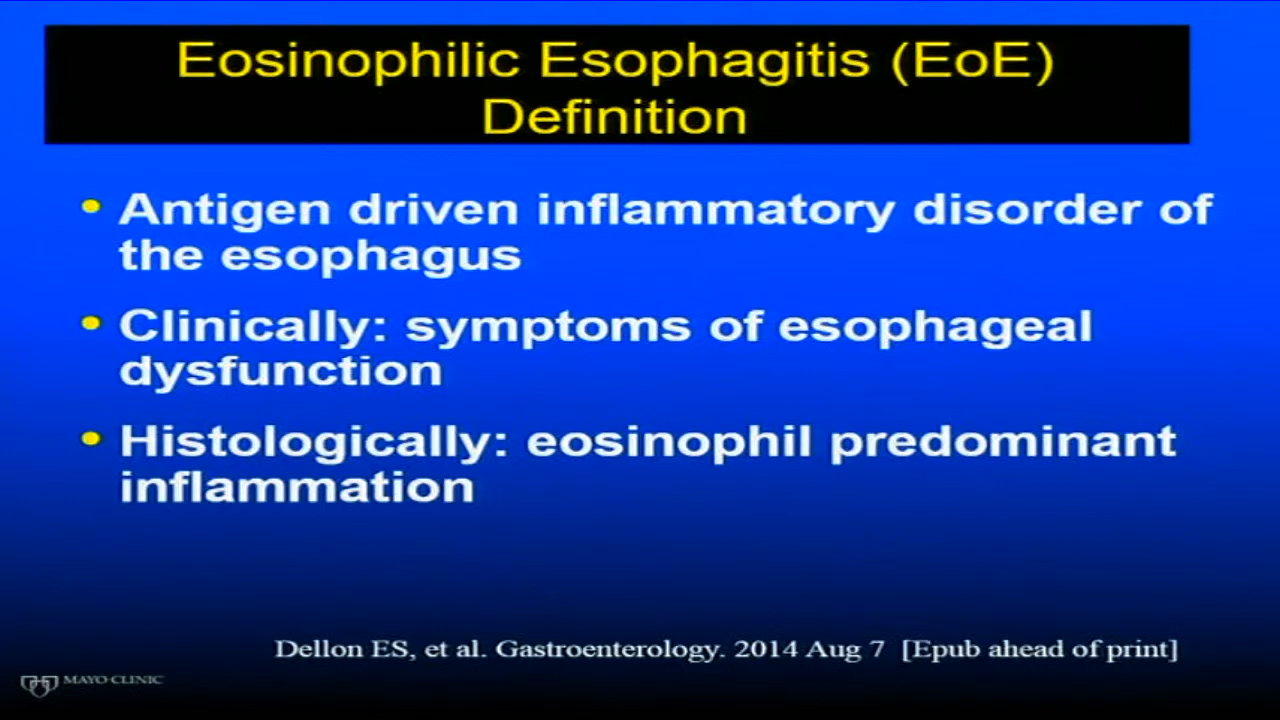 Eosinophilic Esophagitis (EoE)
Definition
• Antigen driven inflammatory disorder of
the esophagus
• Clinically: symptoms of esophageal
dysfunction
• Histologically: eosinophil predominant
inflammation
Dellon ES, et al. Gastroenterology. 2014 Aug 7 [Epub ahead of print]
MAYO CLINIC